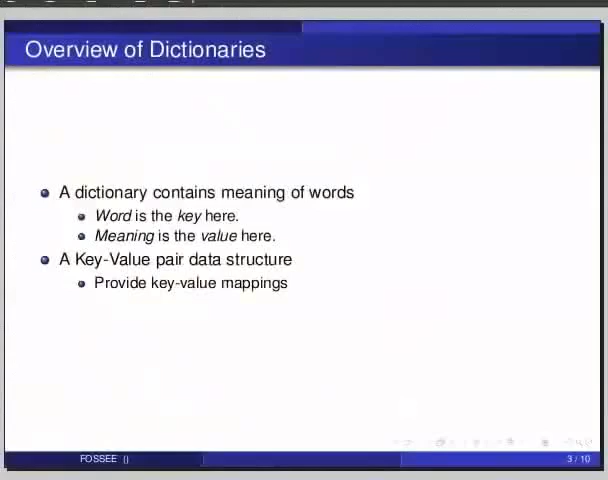 Overview of Dictionaries
A dictionary contains meaning of words
Word is the key here.
Meaning is the value here.
A Key-Value pair data structure
Provide key-value mappings
FOSSEE ()
3 / 10